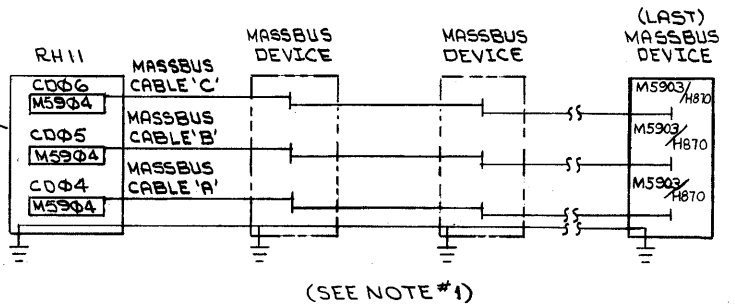 RH11
CDØ6
M59Ø4
CDØ5
M59Ø4
CDØ4
M59Ø4
MASSBUS
CABLE 'C'
MASSBUS
CABLE 'B'
MASSBUS
CABLE 'A'
MASSBUS
DEVICE
MASSBUS
DEVICE
(LAST)
MASSBUS
DEVICE
M5903/H870
M5903/H870
M5903/H870
(SEE NOTE #1)